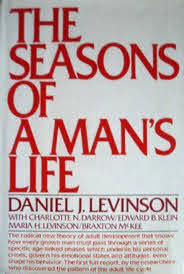 THE
SEASONS
OF
A MAN'S
LIFE
DANIEL J. LEVINSON
WITH CHARLOTTE N. DARROW / EDWARD B. KLEIN
MARIA H. LEVINSON / BRAXTON McKEE
The radical new theory of adult development that shows
how every grown man must pass through a series of
specific age-linked phases which underlie his personal
crises, govern his emotional states and attitudes, even
shape his behavior. The first full report, by the researchers
who discovered the pattern of the adult life cycle